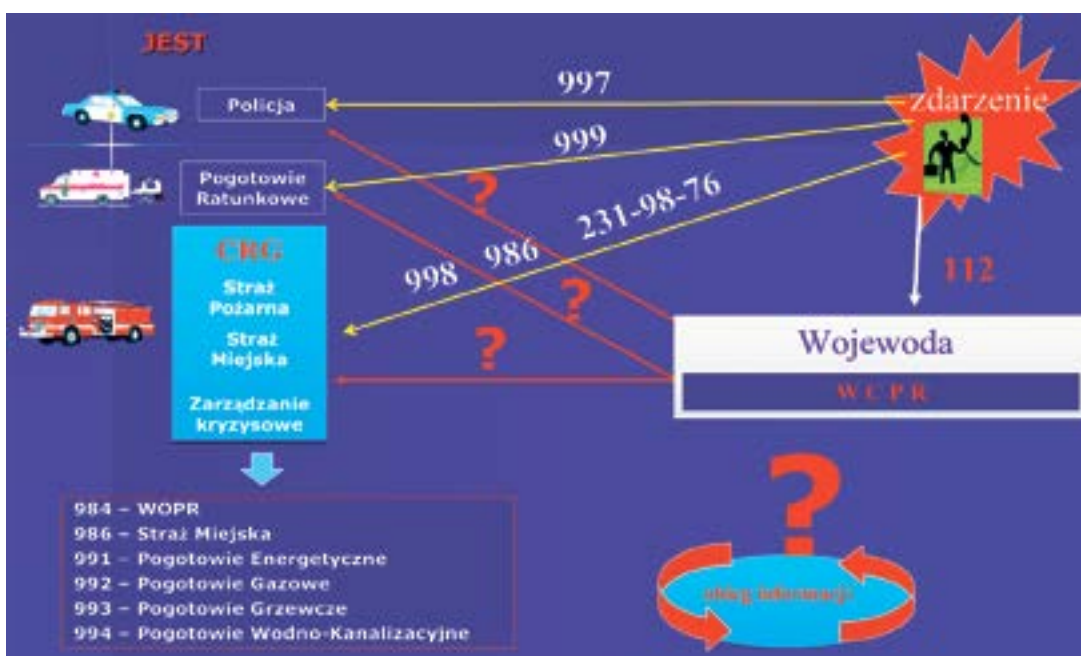 JEST
997
zdarzenie
Policja
999
Pogotowie
Ratunkowe
?
231-98-76
CRG
986
998
112
Straż
Pożarna
?
?
Straż
Miejska
Wojewoda
W C P R
Zarządzanie
kryzysowe
?
984 – WOPR
986 – Straż Miejska
991 – Pogotowie Energetyczne
992 – Pogotowie Gazowe
993 – Pogotowie Grzewcze
994 – Pogotowie Wodno-Kanalizacyjne
obieg informacji